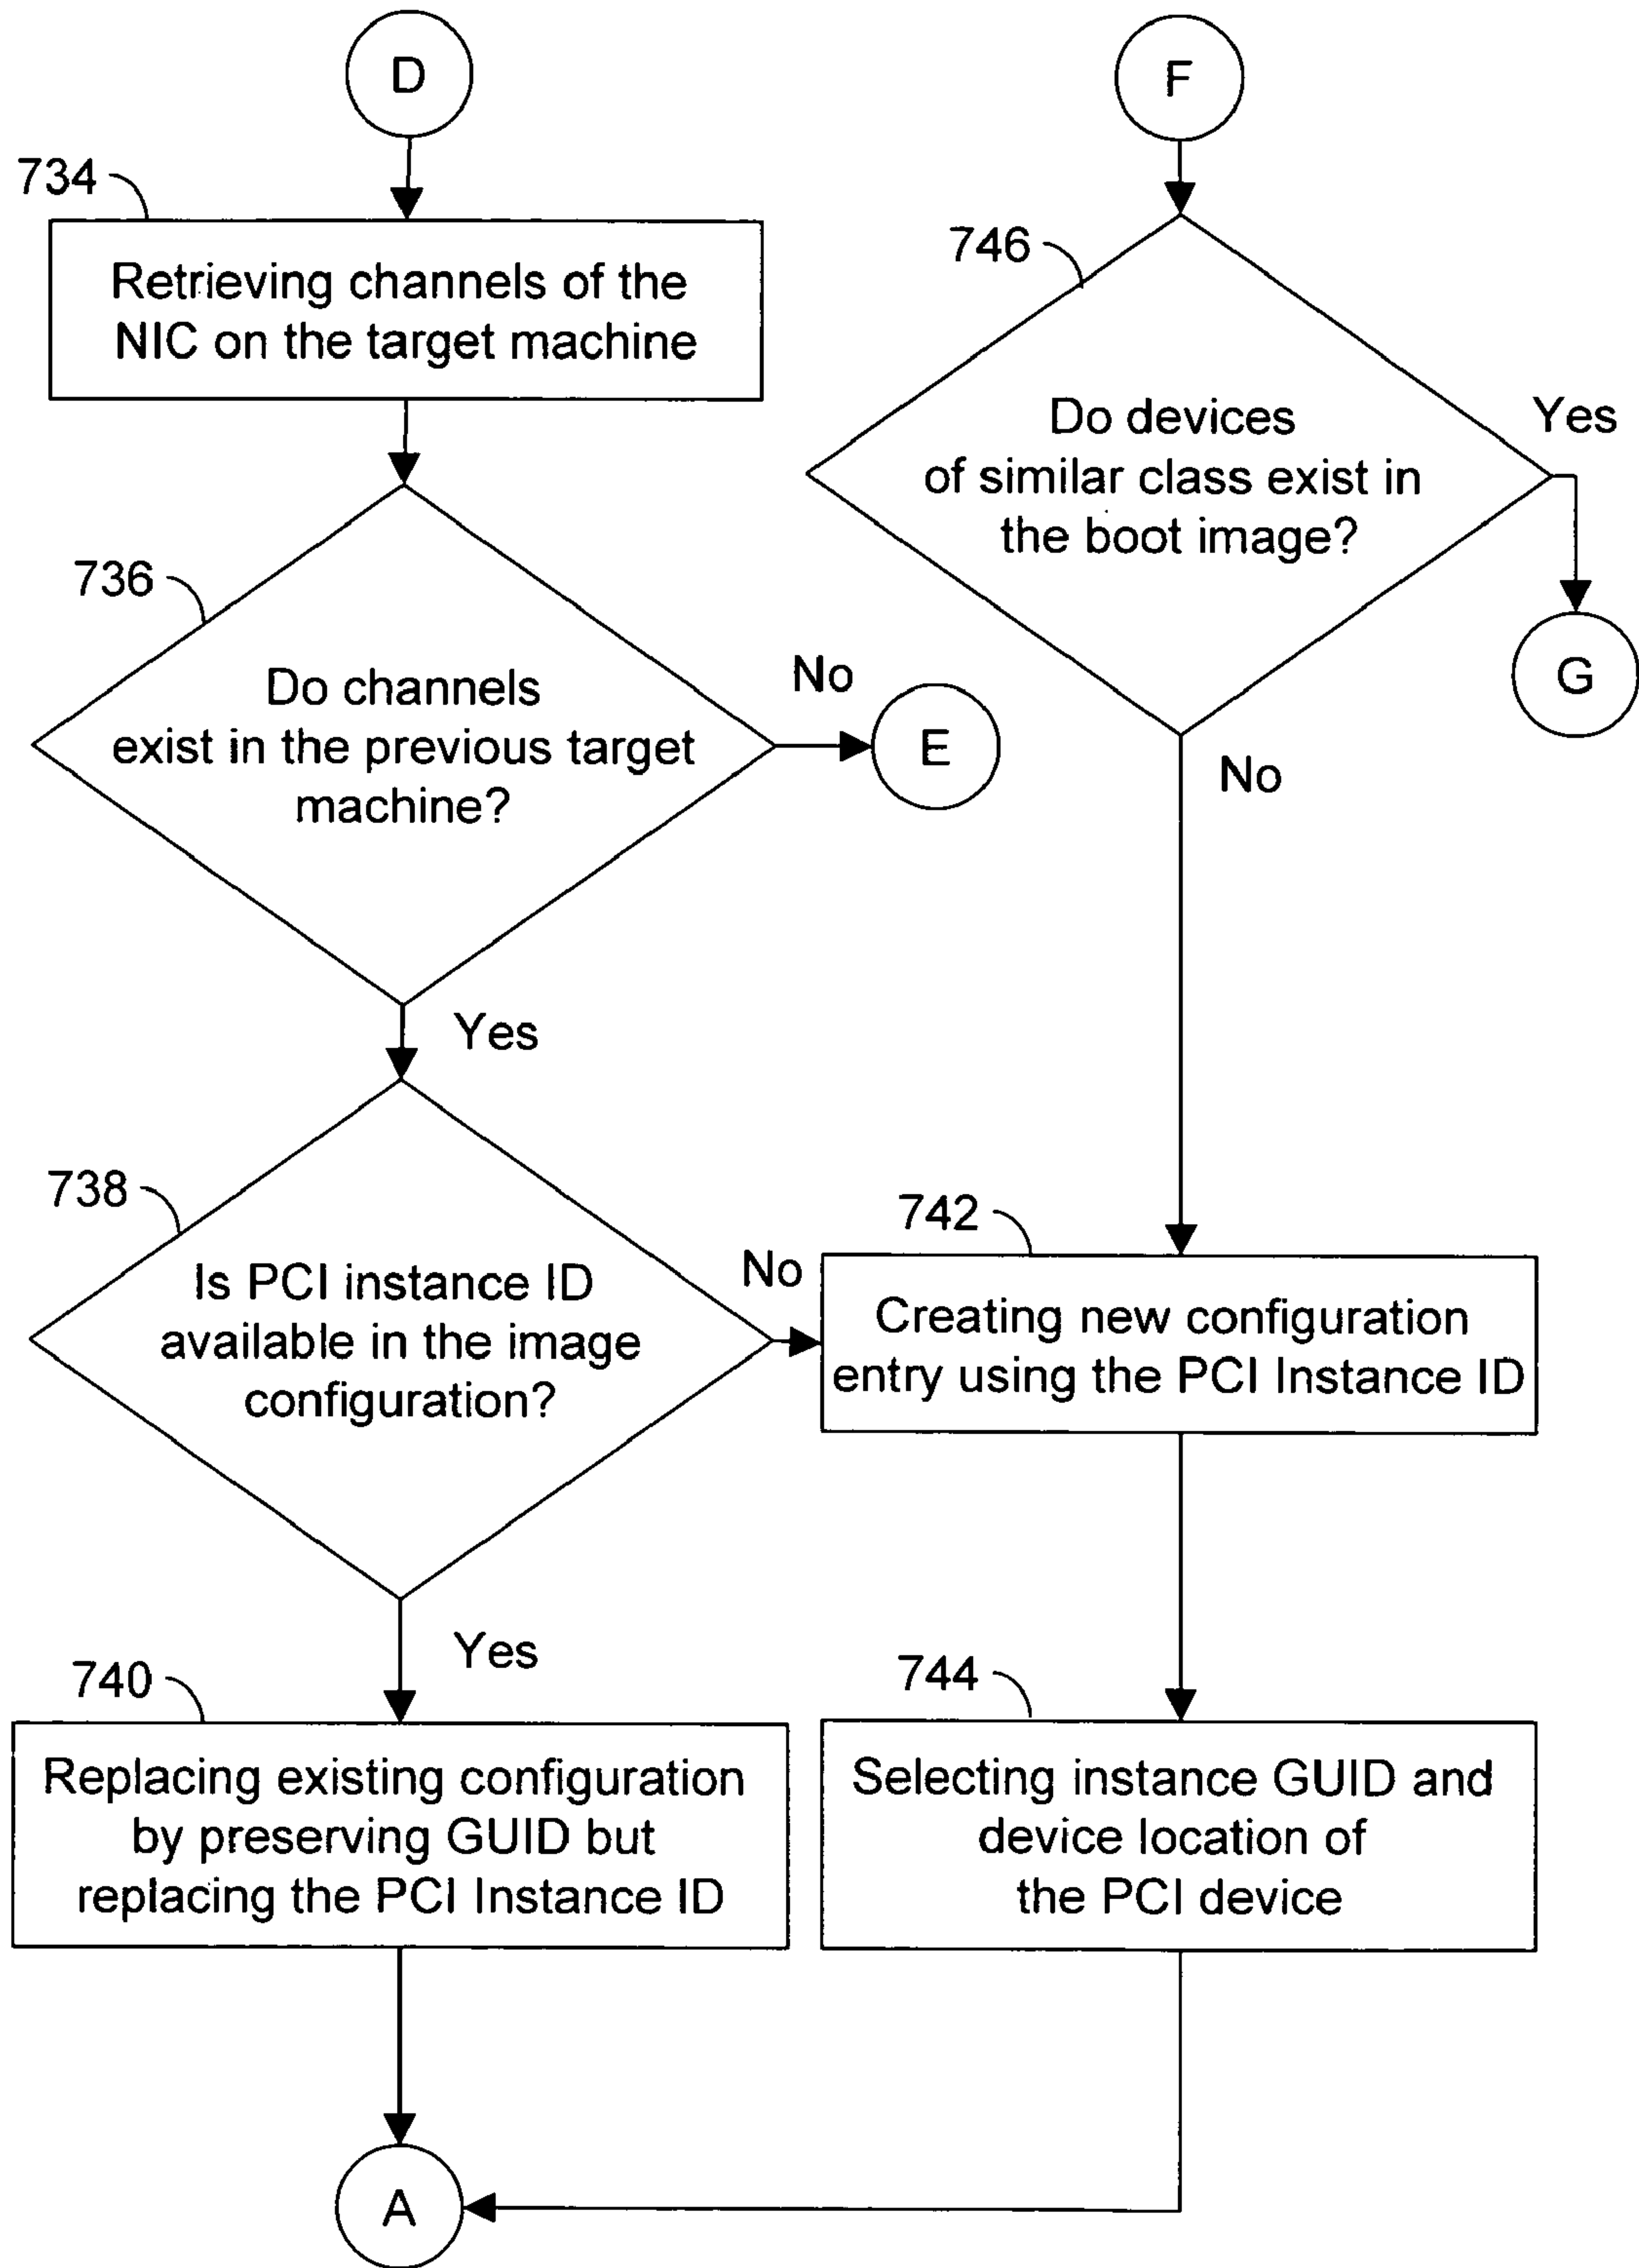 D
734
Retrieving channels of the
NIC on the target machine
736
Do channels
exist in the previous target
machine?
No
E
Yes
738
Is PCI instance ID
available in the image
configuration?
No
Yes
740
Replacing existing configuration
by preserving GUID but
replacing the PCI Instance ID
A
F
746
Do devices
of similar class exist in
the boot image?
Yes
G
No
742
Creating new configuration
entry using the PCI Instance ID
744
Selecting instance GUID and
device location of
the PCI device